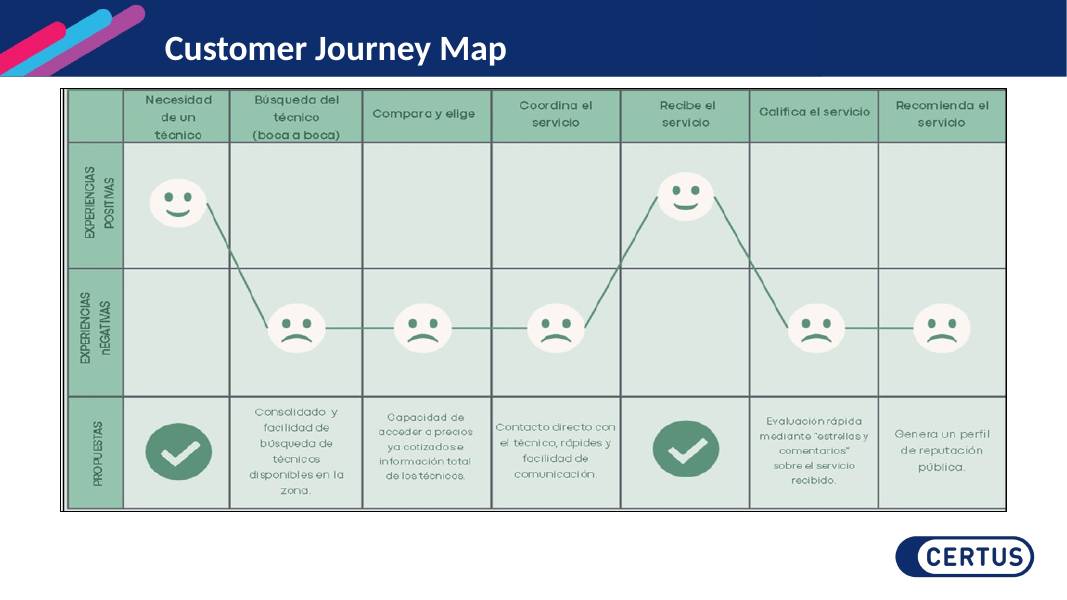 Customer Journey Map
Necesidad
de un
técnico
Búsqueda del
técnico
(boca a boca)
Compara y elige
Coordina el
servicio
Recibe el
servicio
Califica el servicio
Recomienda el
servicio
EXPERIENCIAS
POSITIVAS
EXPERIENCIAS
nEGATIVAS
PROPUESTAS
Consolidado y
facilidad de
búsqueda de
técnicos
disponibles en la
zona.
Capacidad de
acceder a precios
ya cotizados e
información total
de los técnicos.
Contacto directo con
el técnico, rápides y
facilidad de
comunicación.
Evaluación rápida
mediante "estrellas y
comentarios"
sobre el servicio
recibido.
Genera un perfil
de reputación
pública.
CERTUS